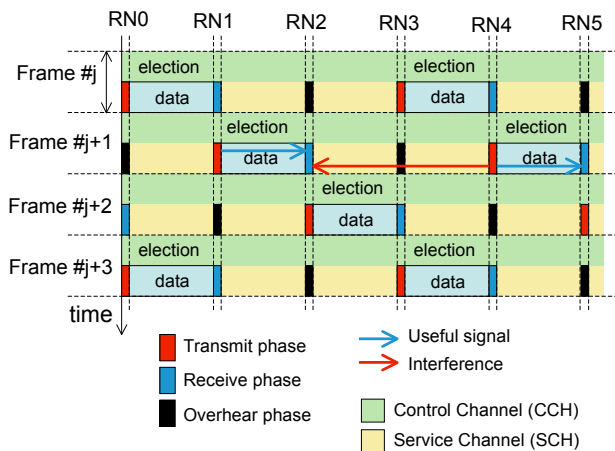 RN0 RN1 RN2 RN3 RN4 RN5
Frame #j
election election
data data
Frame #j+1
election election
data data
Frame #j+2
election
data
Frame #j+3
election election
data data
time
Transmit phase
Receive phase
Overhear phase
Useful signal
Interference
Control Channel (CCH)
Service Channel (SCH)